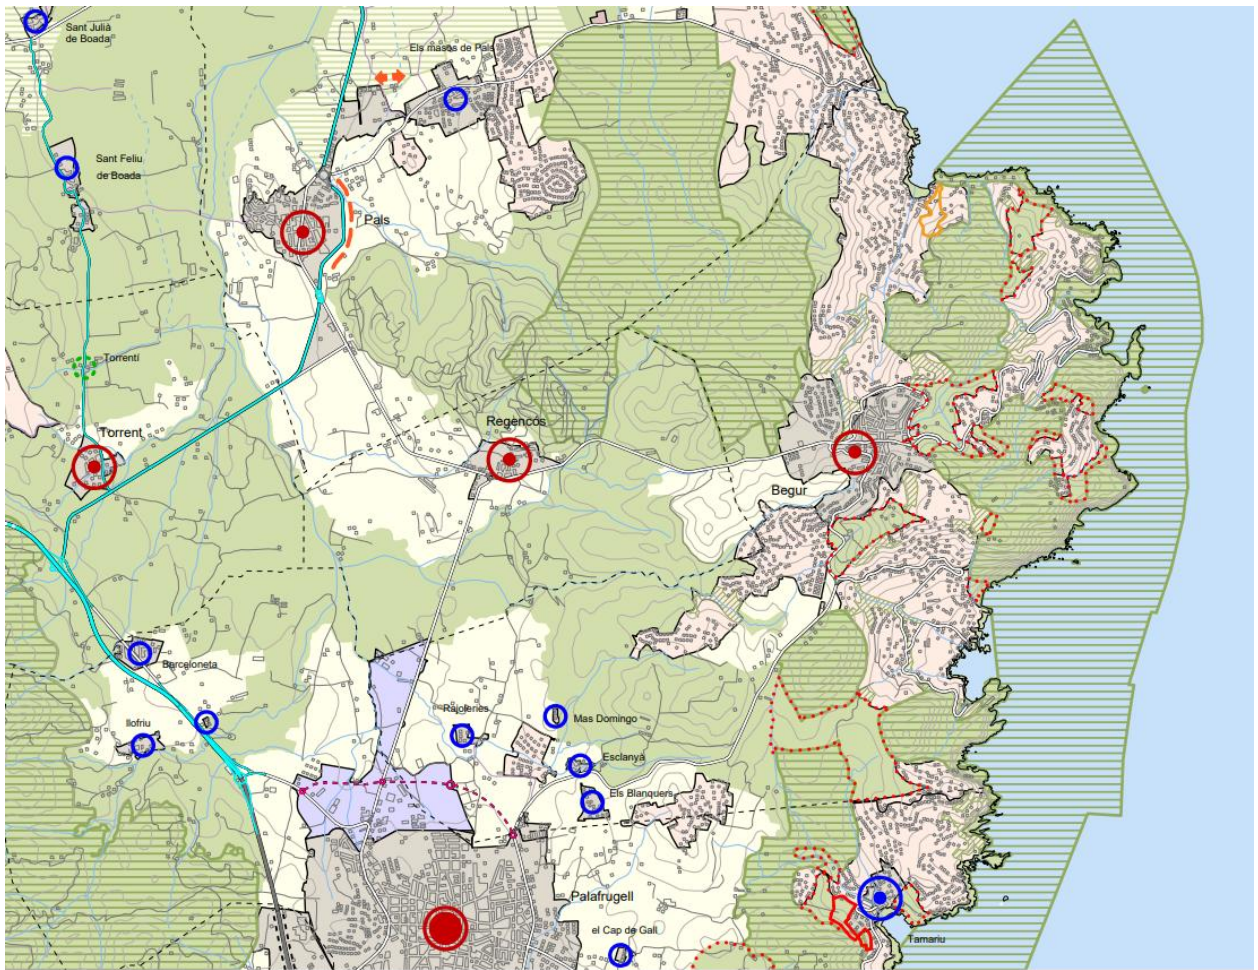 Sant Julià
de Boada
Els masos de Pals
Sant Feliu
de Boada
Pals
Torrentí
Torrent
Regencós
Begur
Barceloneta
llofriu
Rajoleries
Mas Domingo
Esclanyà
Els Blanquers
Palafrugell
el Cap de Gall
Tamariu